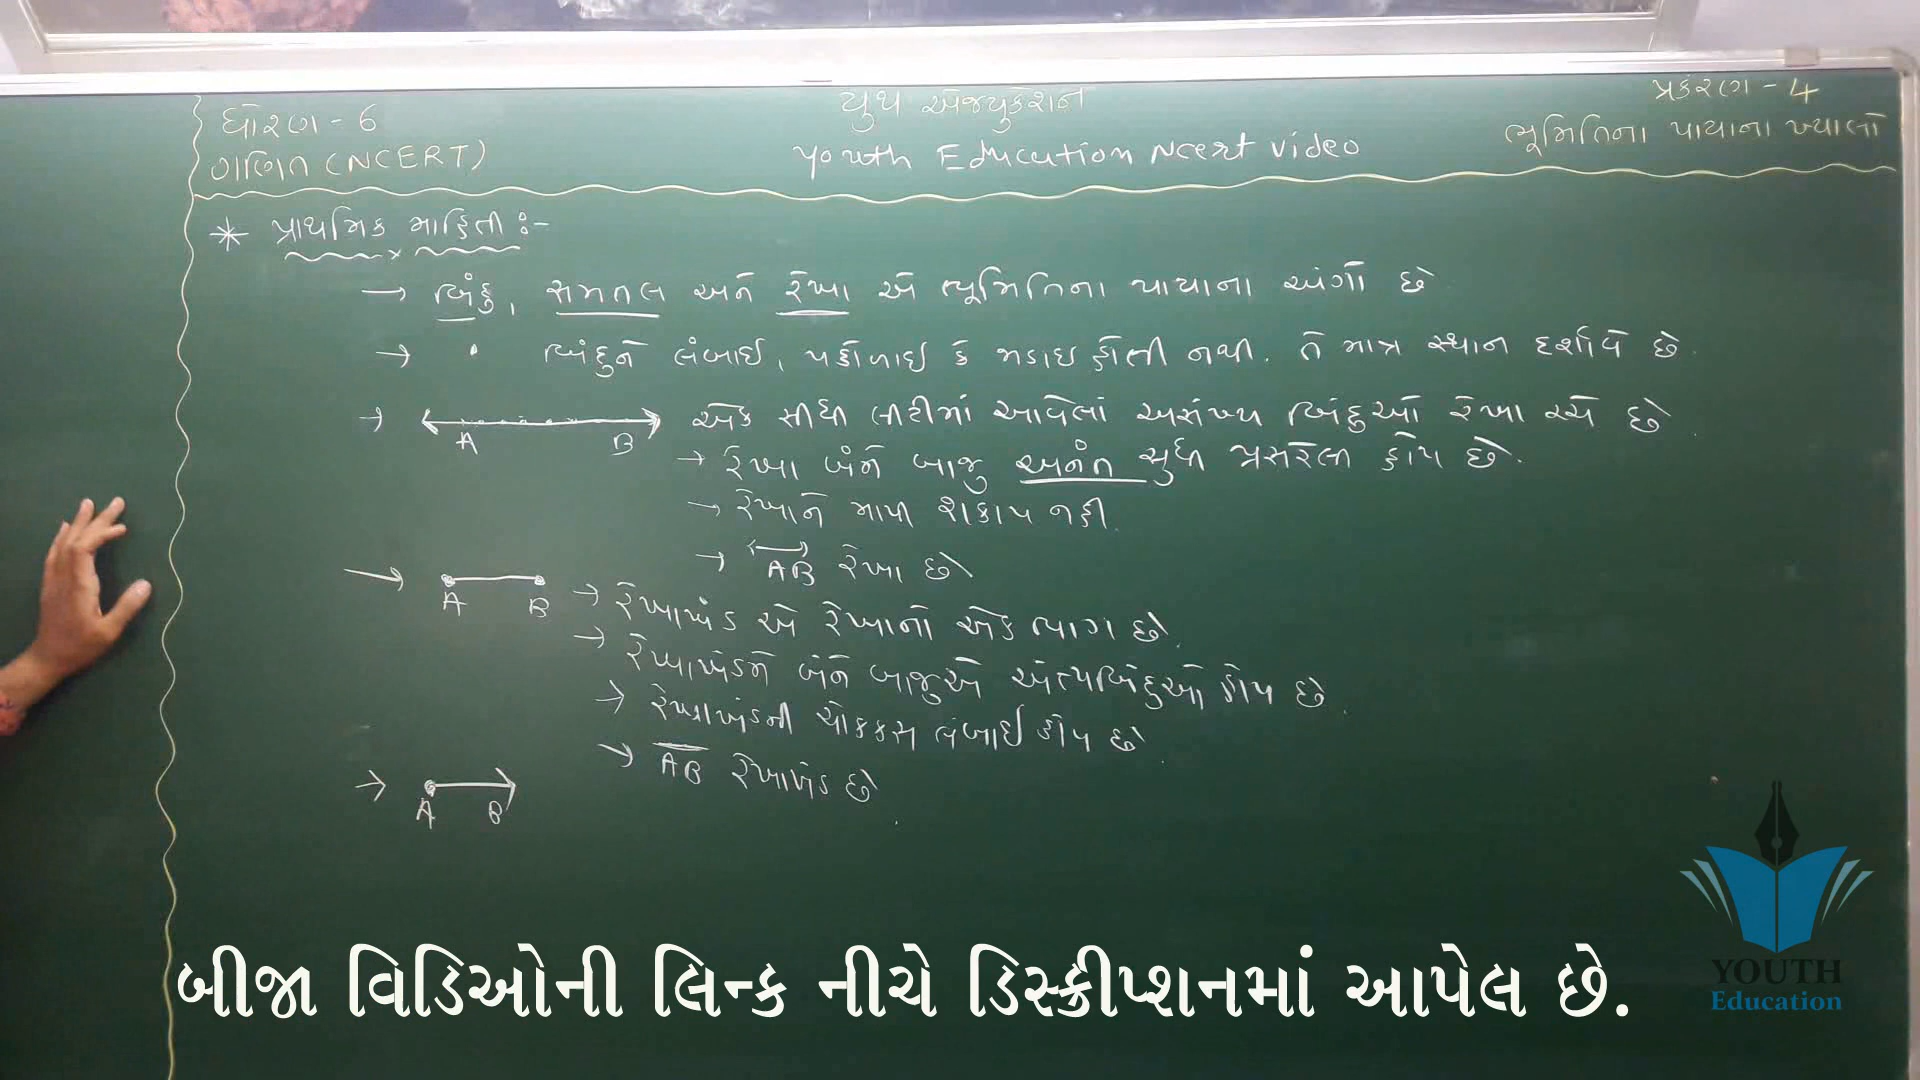 ધોરણ - 6
ગણિત (NCERT)
યુથ એજ્યુકેશન
Youth Education Ncert video
પ્રકરણ - 4
ભૂમિતિના પાયાના ખ્યાલો
* પ્રાથમિક માહિતી :-
→ બિંદુ, સમતલ અને રેખા એ ભૂમિતિના પાયાના અંગો છે
→ . બિંદુને લંબાઈ, પહોળાઈ કે જાડાઇ હોતી નથી. તે માત્ર સ્થાન દર્શાવે છે.
→ A B એક સીધી લીટીમાં આવેલાં અસંખ્ય બિંદુઓ રેખા રચે છે.
→ રેખા બંને બાજુ અનંત સુધી પ્રસરેલી હોય છે.
→ રેખાને માપી શકાય નહી.
→ AB રેખા છે
→ A B → રેખાખંડ એ રેખાનો એક ભાગ છે.
→ રેખાખંડને બંને બાજુએ અંત્યબિંદુઓ હોય છે.
→ રેખાખંડની ચોકકસ લંબાઈ હોય છે.
→ AB રેખાખંડ છે.
→ A B
બીજા વિડિઓની લિન્ક નીચે ડિસ્ક્રીપ્શનમાં આપેલ છે.
YOUTH
Education